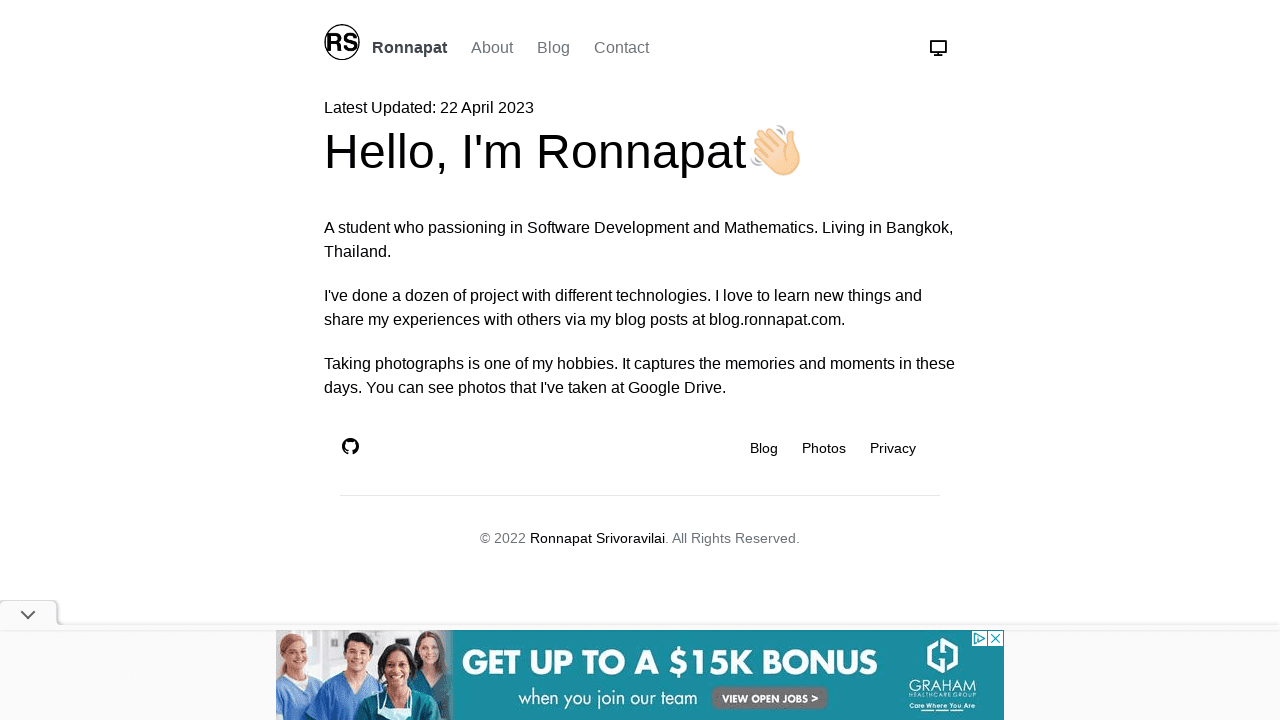 RS Ronnapat About Blog Contact
Latest Updated: 22 April 2023
Hello, I'm Ronnapat👋🏻
A student who passioning in Software Development and Mathematics. Living in Bangkok,
Thailand.
I've done a dozen of project with different technologies. I love to learn new things and
share my experiences with others via my blog posts at blog.ronnapat.com.
Taking photographs is one of my hobbies. It captures the memories and moments in these
days. You can see photos that I've taken at Google Drive.
Blog Photos Privacy
© 2022 Ronnapat Srivoravilai. All Rights Reserved.
GET UP TO A $15K BONUS
when you join our team VIEW OPEN JOBS >
GRAHAM
HEALTHCARE GROUP
Care Where You Are